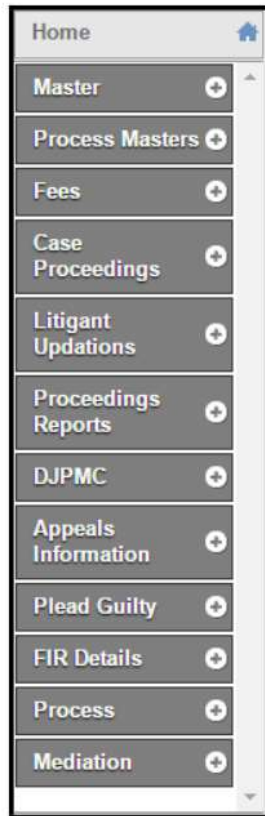 Home
Master
Process Masters
Fees
Case
Proceedings
Litigant
Updations
Proceedings
Reports
DJPMC
Appeals
Information
Plead Guilty
FIR Details
Process
Mediation